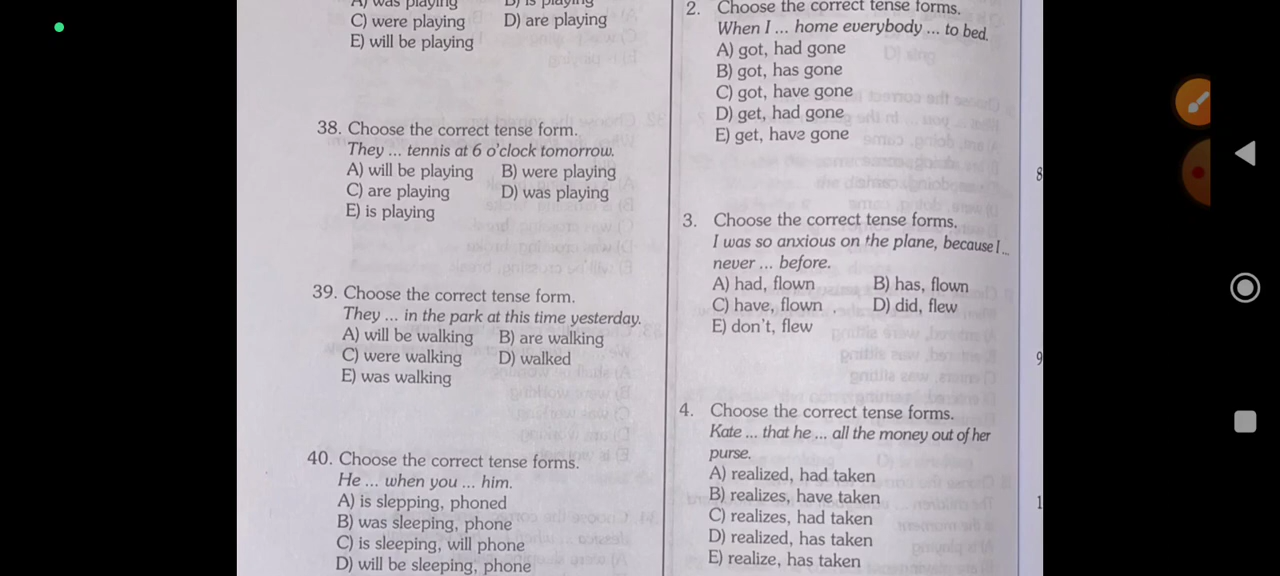 A) was playing B) is playing
C) were playing D) are playing
E) will be playing
38. Choose the correct tense form.
They ... tennis at 6 o'clock tomorrow.
A) will be playing B) were playing
C) are playing D) was playing
E) is playing
39. Choose the correct tense form.
They ... in the park at this time yesterday.
A) will be walking B) are walking
C) were walking D) walked
E) was walking
40. Choose the correct tense forms.
He ... when you ... him.
A) is slepping, phoned
B) was sleeping, phone
C) is sleeping, will phone
D) will be sleeping, phone
2. Choose the correct tense forms.
When I ... home everybody ... to bed.
A) got, had gone
B) got, has gone
C) got, have gone
D) get, had gone
E) get, have gone
3. Choose the correct tense forms.
I was so anxious on the plane, because I ...
never ... before.
A) had, flown B) has, flown
C) have, flown D) did, flew
E) don't, flew
4. Choose the correct tense forms.
Kate ... that he ... all the money out of her
purse.
A) realized, had taken
B) realizes, have taken
C) realizes, had taken
D) realized, has taken
E) realize, has taken
8
9
1